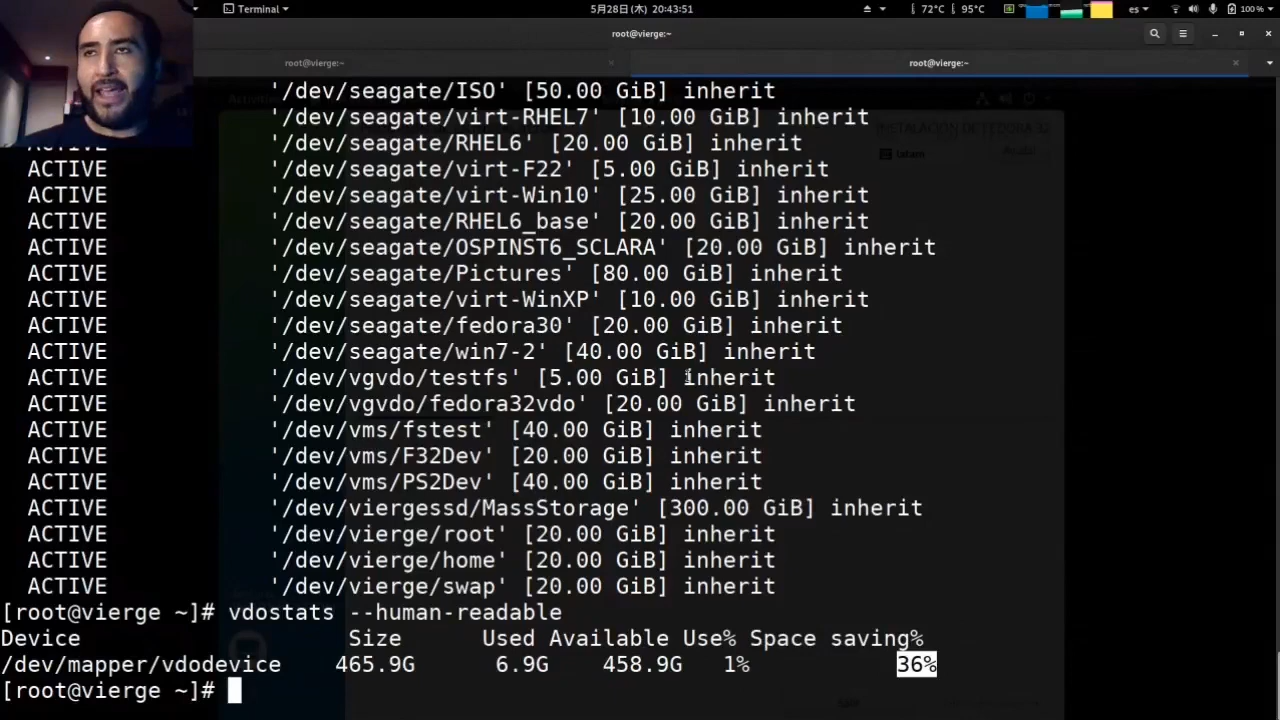 Terminal
5月28日(木) 20:43:51
72°C 95°C
es
100 %
root@vierge:~
root@vierge:~
root@vierge:~
'/dev/seagate/ISO' [50.00 GiB] inherit
'/dev/seagate/virt-RHEL7' [10.00 GiB] inherit
ACTIVE '/dev/seagate/RHEL6' [20.00 GiB] inherit
ACTIVE '/dev/seagate/virt-F22' [5.00 GiB] inherit
ACTIVE '/dev/seagate/virt-Win10' [25.00 GiB] inherit
ACTIVE '/dev/seagate/RHEL6_base' [20.00 GiB] inherit
ACTIVE '/dev/seagate/OSPINST6_SCLARA' [20.00 GiB] inherit
ACTIVE '/dev/seagate/Pictures' [80.00 GiB] inherit
ACTIVE '/dev/seagate/virt-WinXP' [10.00 GiB] inherit
ACTIVE '/dev/seagate/fedora30' [20.00 GiB] inherit
ACTIVE '/dev/seagate/win7-2' [40.00 GiB] inherit
ACTIVE '/dev/vgvdo/testfs' [5.00 GiB] inherit
ACTIVE '/dev/vgvdo/fedora32vdo' [20.00 GiB] inherit
ACTIVE '/dev/vms/fstest' [40.00 GiB] inherit
ACTIVE '/dev/vms/F32Dev' [20.00 GiB] inherit
ACTIVE '/dev/vms/PS2Dev' [40.00 GiB] inherit
ACTIVE '/dev/viergessd/MassStorage' [300.00 GiB] inherit
ACTIVE '/dev/vierge/root' [20.00 GiB] inherit
ACTIVE '/dev/vierge/home' [20.00 GiB] inherit
ACTIVE '/dev/vierge/swap' [20.00 GiB] inherit
[root@vierge ~]# vdostats --human-readable
Device Size Used Available Use% Space saving%
/dev/mapper/vdodevice 465.9G 6.9G 458.9G 1% 36%
[root@vierge ~]#
INSTALACIÓN DE FEDORA 32
latam